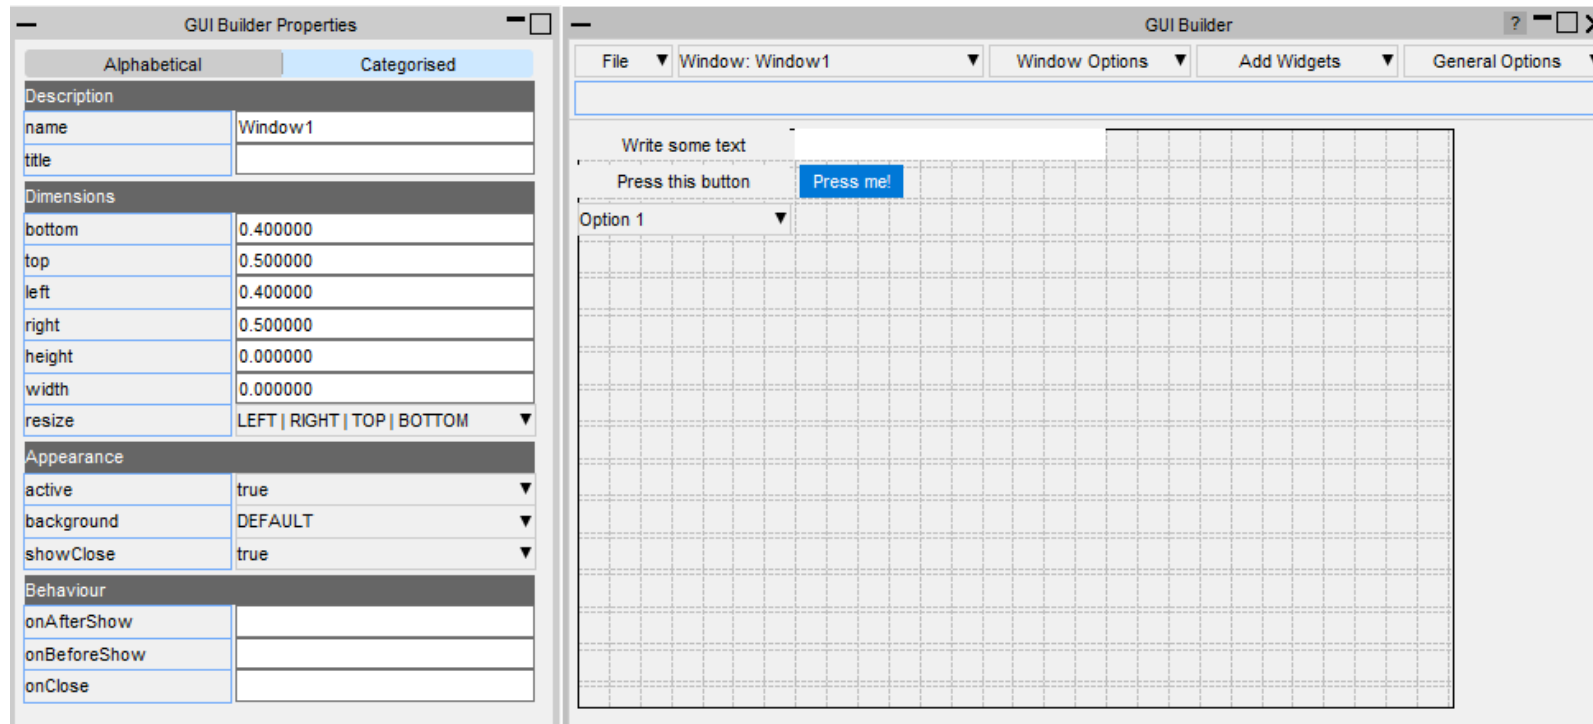 GUI Builder Properties
Alphabetical Categorised
Description
name Window1
title
Dimensions
bottom 0.400000
top 0.500000
left 0.400000
right 0.500000
height 0.000000
width 0.000000
resize LEFT | RIGHT | TOP | BOTTOM
Appearance
active true
background DEFAULT
showClose true
Behaviour
onAfterShow
onBeforeShow
onClose
GUI Builder ?
File Window: Window1 Window Options Add Widgets General Options
Write some text
Press this button Press me!
Option 1